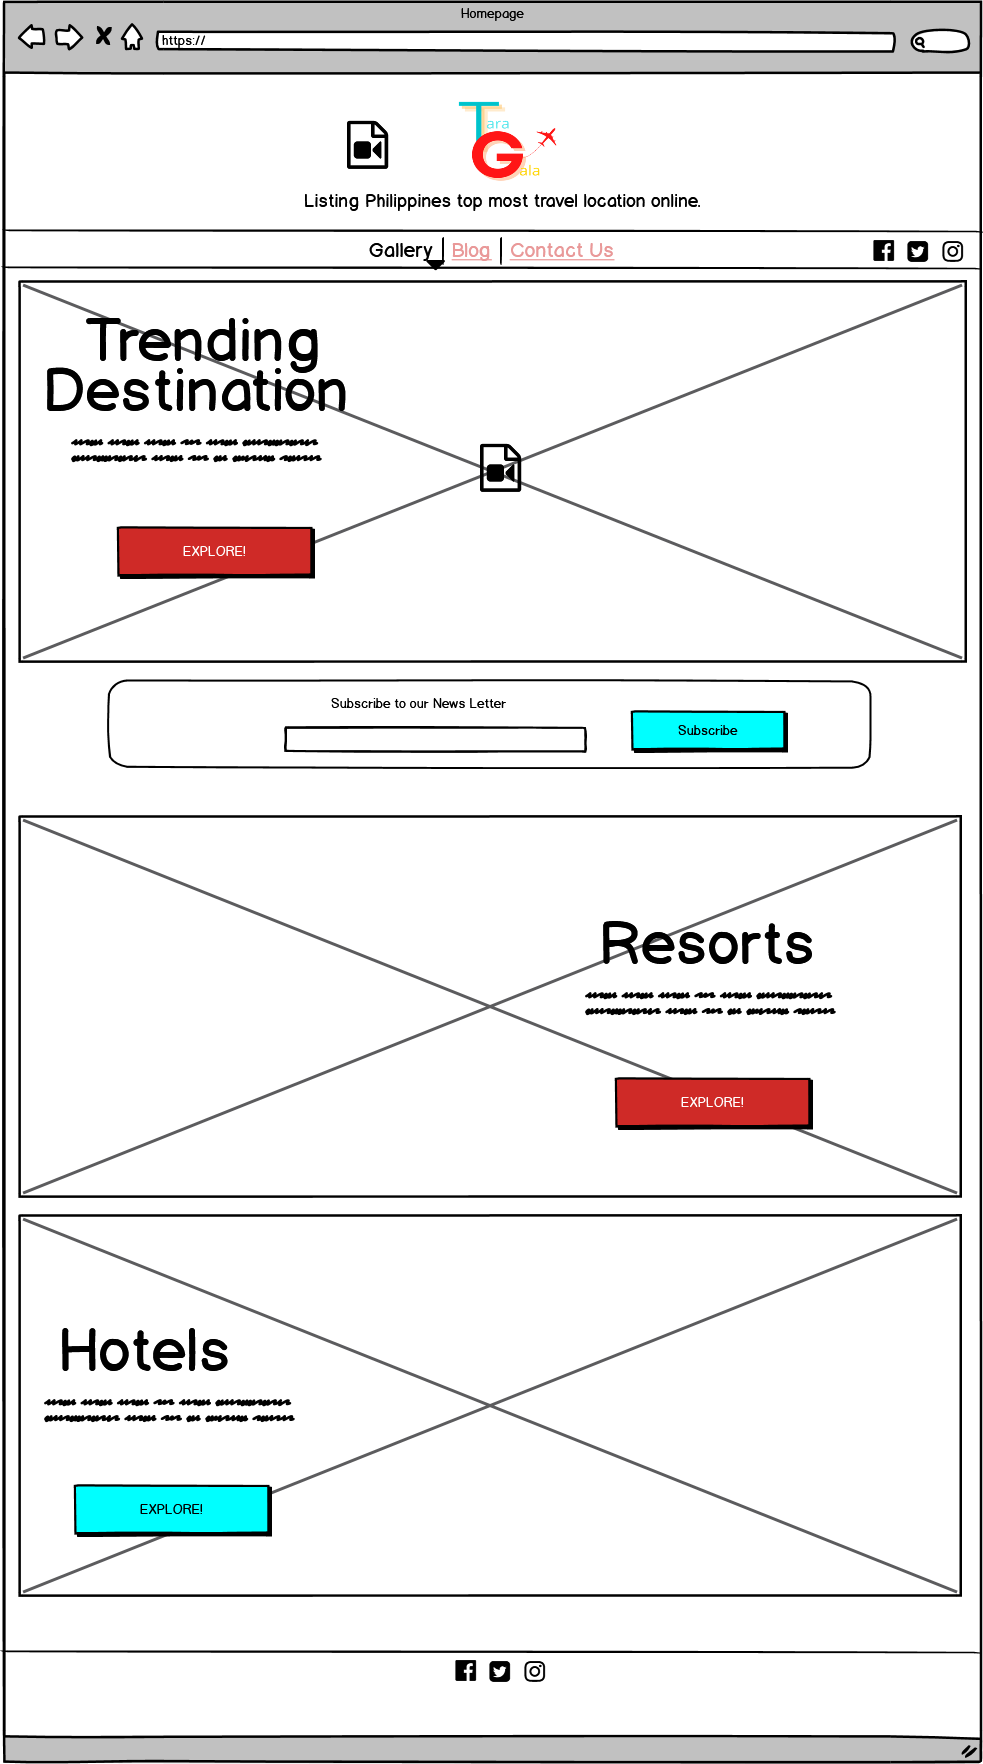 Homepage
https://
Tara
Gala
Listing Philippines top most travel location online.
Gallery
Blog
Contact Us
Trending
Destination
EXPLORE!
Subscribe to our News Letter
Subscribe
Resorts
EXPLORE!
Hotels
EXPLORE!